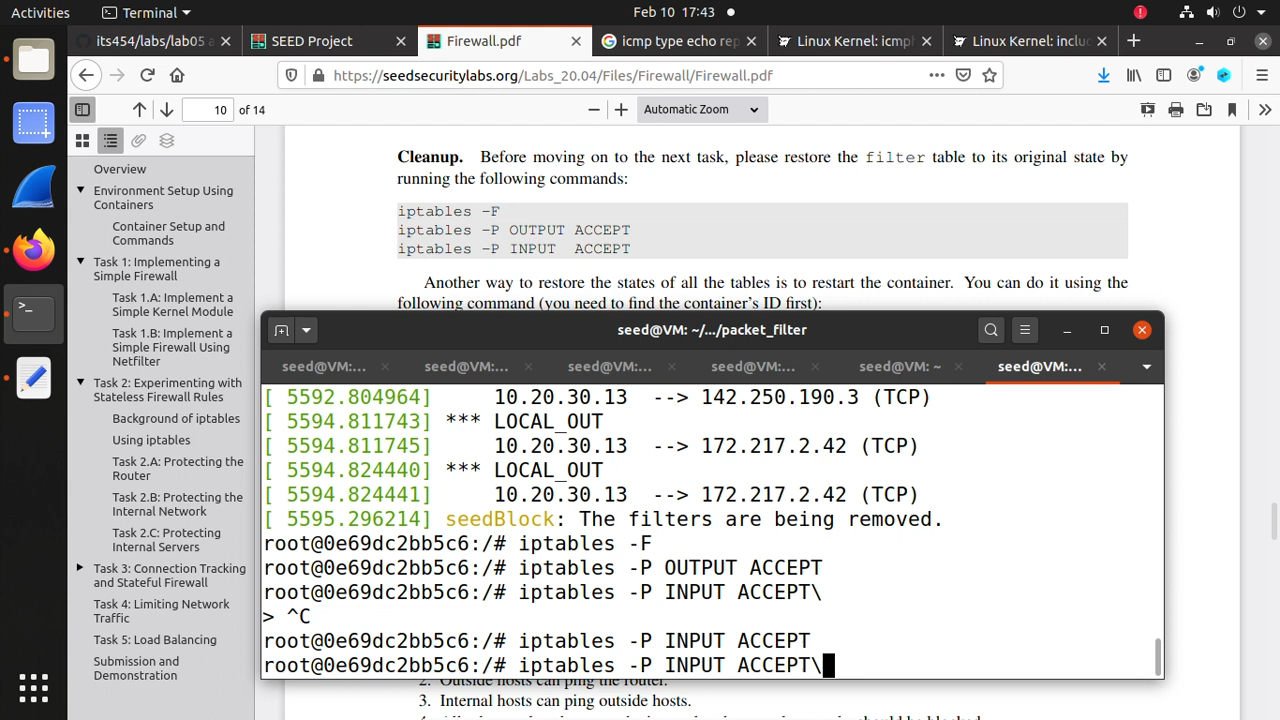 Activities
Terminal
Feb 10 17:43
its454/labs/lab05 a
SEED Project
Firewall.pdf
icmp type echo rep
Linux Kernel: icmph
Linux Kernel: includ
https://seedsecuritylabs.org/Labs_20.04/Files/Firewall/Firewall.pdf
10
of 14
Automatic Zoom
Overview
Environment Setup Using
Containers
Container Setup and
Commands
Task 1: Implementing a
Simple Firewall
Task 1.A: Implement a
Simple Kernel Module
Task 1.B: Implement a
Simple Firewall Using
Netfilter
Task 2: Experimenting with
Stateless Firewall Rules
Background of iptables
Using iptables
Task 2.A: Protecting the
Router
Task 2.B: Protecting the
Internal Network
Task 2.C: Protecting
Internal Servers
Task 3: Connection Tracking
and Stateful Firewall
Task 4: Limiting Network
Traffic
Task 5: Load Balancing
Submission and
Demonstration
Cleanup. Before moving on to the next task, please restore the filter table to its original state by
running the following commands:
iptables -F
iptables -P OUTPUT ACCEPT
iptables -P INPUT  ACCEPT
Another way to restore the states of all the tables is to restart the container. You can do it using the
following command (you need to find the container's ID first):
seed@VM: ~/.../packet_filter
seed@VM:...
seed@VM:...
seed@VM:...
seed@VM:...
seed@VM: ~
seed@VM:...
[ 5592.804964]     10.20.30.13  --> 142.250.190.3 (TCP)
[ 5594.811743] *** LOCAL_OUT
[ 5594.811745]     10.20.30.13  --> 172.217.2.42 (TCP)
[ 5594.824440] *** LOCAL_OUT
[ 5594.824441]     10.20.30.13  --> 172.217.2.42 (TCP)
[ 5595.296214] seedBlock: The filters are being removed.
root@0e69dc2bb5c6:/# iptables -F
root@0e69dc2bb5c6:/# iptables -P OUTPUT ACCEPT
root@0e69dc2bb5c6:/# iptables -P INPUT ACCEPT\
> ^C
root@0e69dc2bb5c6:/# iptables -P INPUT ACCEPT
root@0e69dc2bb5c6:/# iptables -P INPUT ACCEPT\
2. Outside hosts can ping the router.
3. Internal hosts can ping outside hosts.